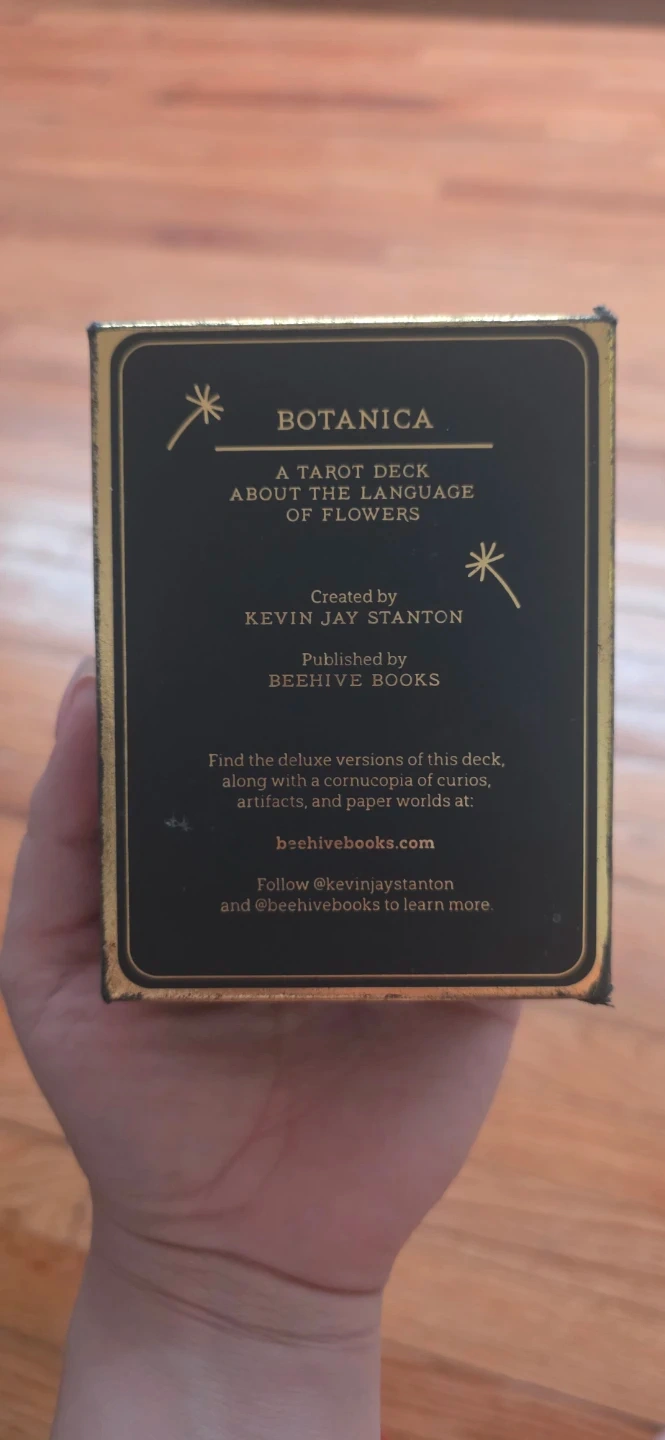 BOTANICA
A TAROT DECK
ABOUT THE LANGUAGE
OF FLOWERS
Created by
KEVIN JAY STANTON
Published by
BEEHIVE BOOKS
Find the deluxe versions of this deck,
along with a cornucopia of curios,
artifacts, and paper worlds at:
beehivebooks.com
Follow @kevinjaystanton
and @beehivebooks to learn more.